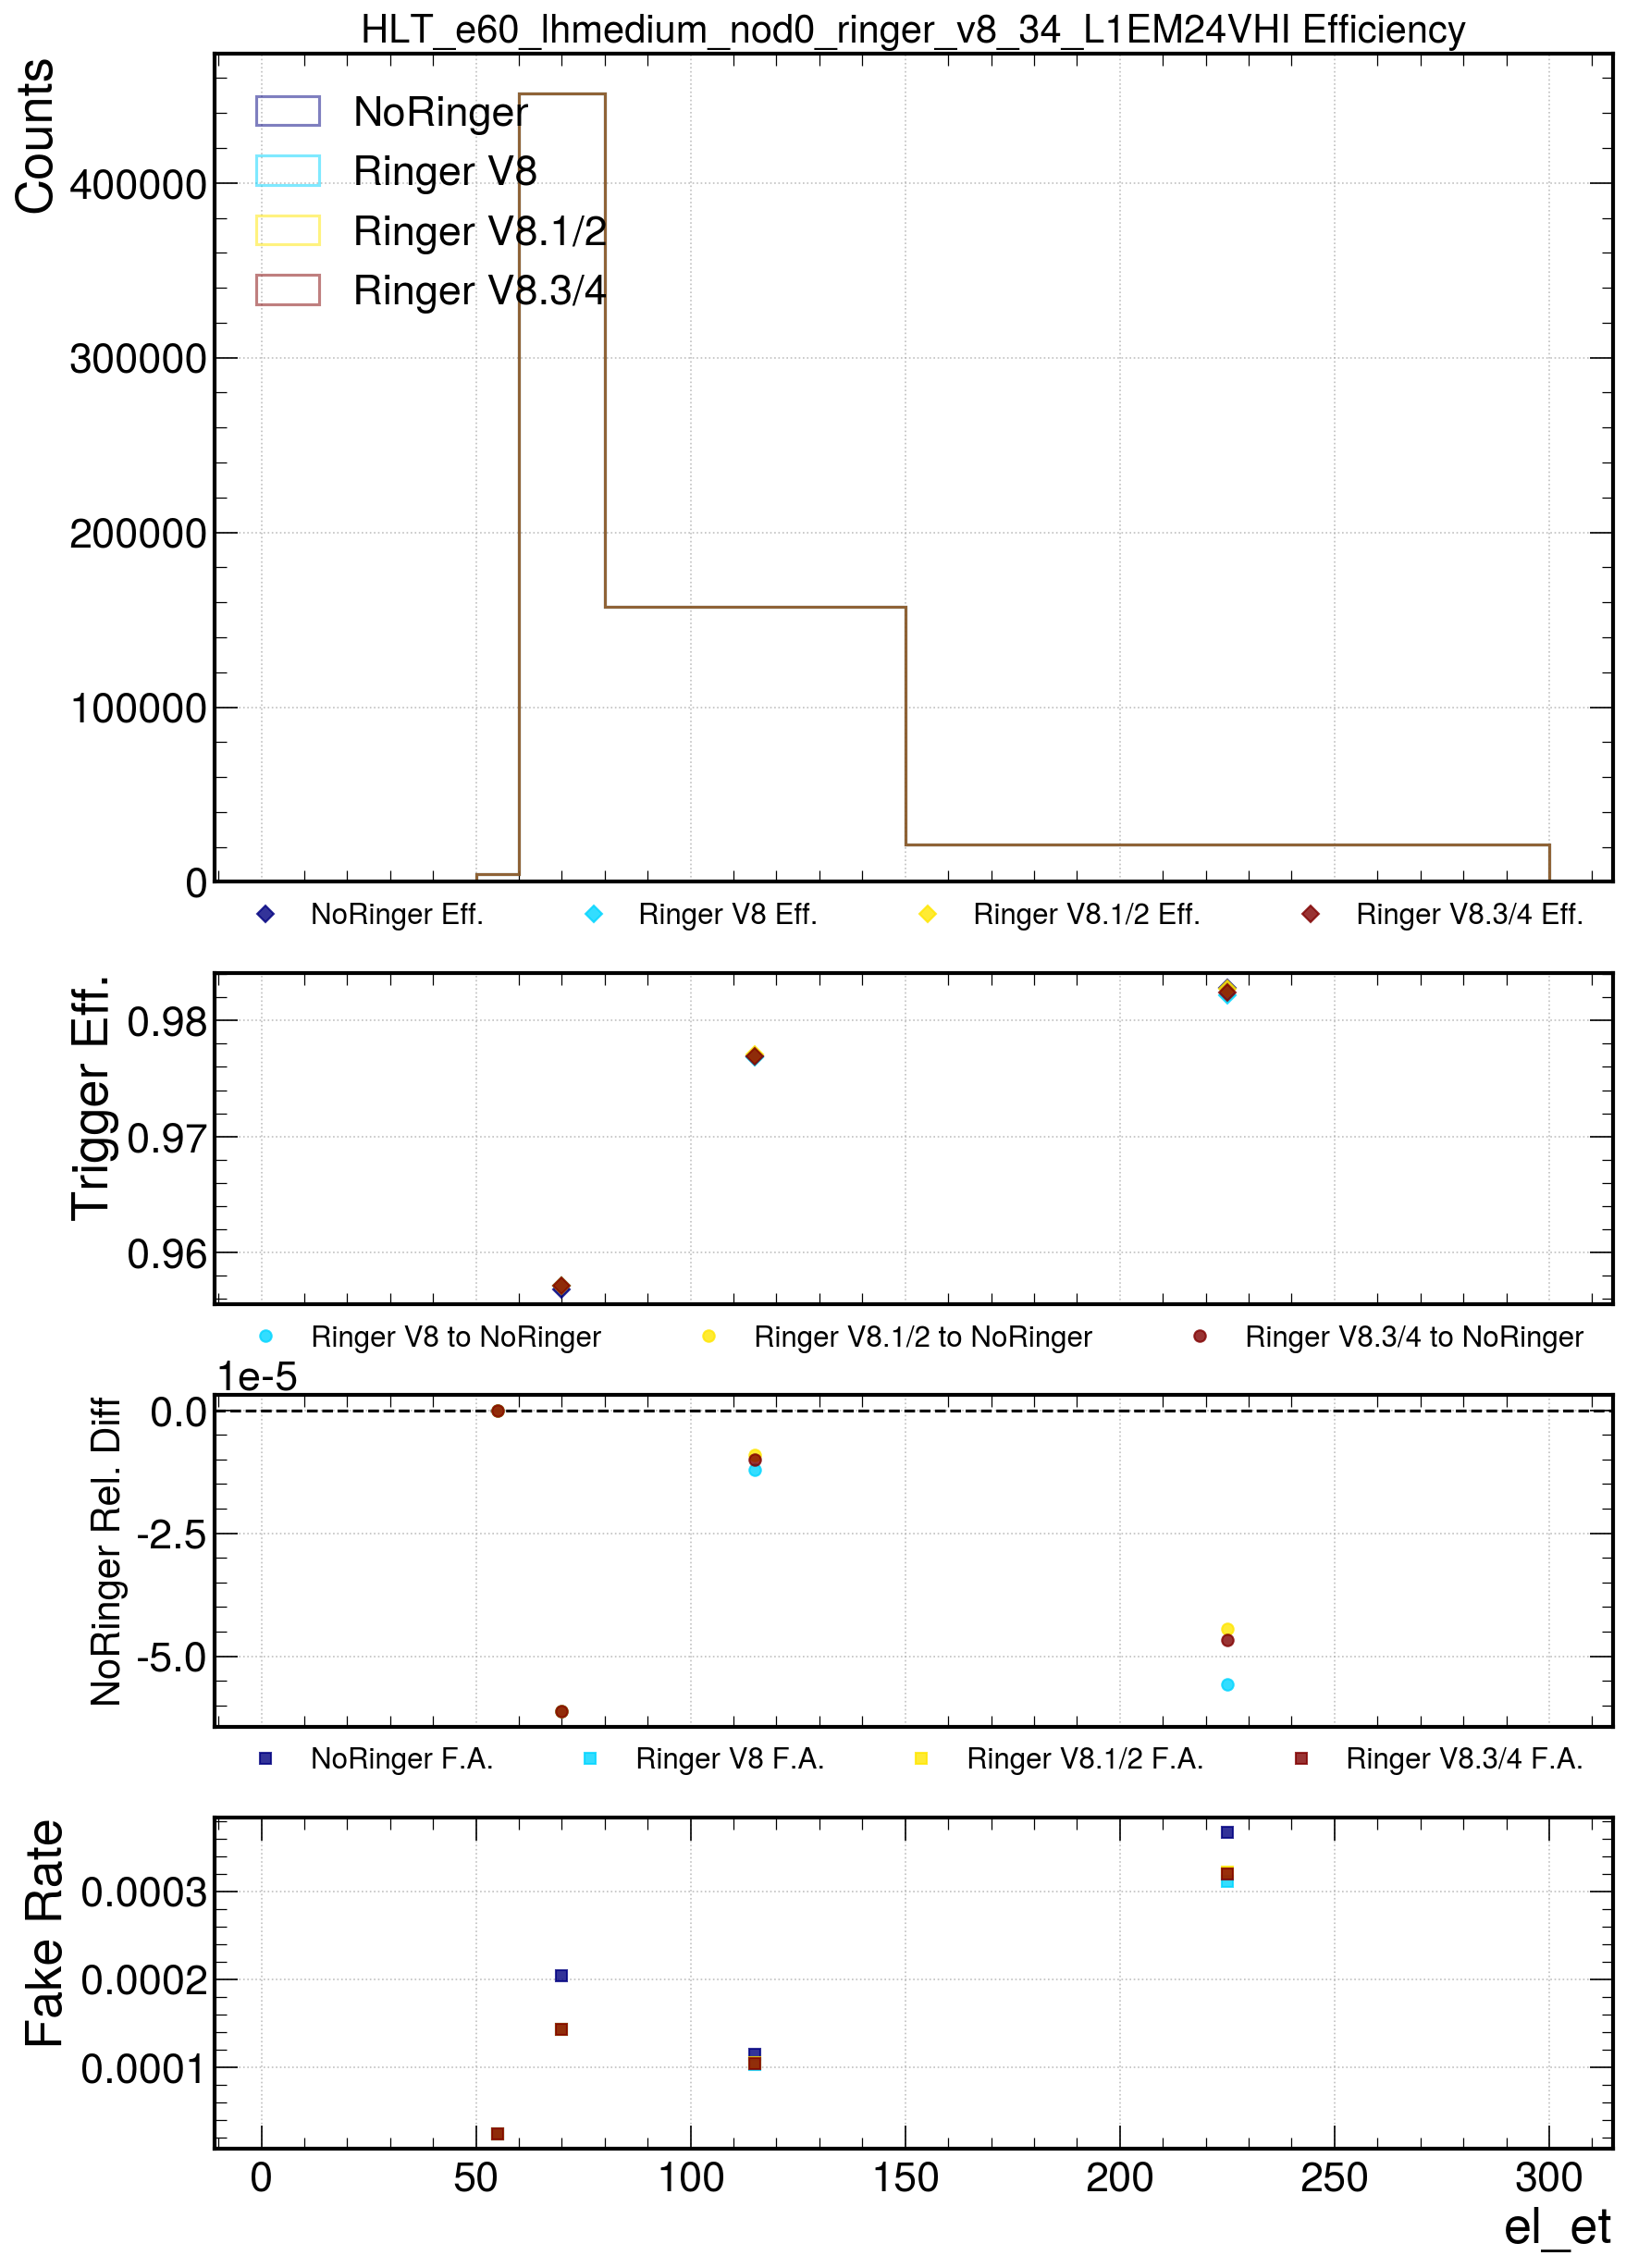 HLT_e60_lhmedium_nod0_ringer_v8_34_L1EM24VHI Efficiency
Counts
NoRinger
Ringer V8
Ringer V8.1/2
Ringer V8.3/4
400000
300000
200000
100000
0
NoRinger Eff.
Ringer V8 Eff.
Ringer V8.1/2 Eff.
Ringer V8.3/4 Eff.
Trigger Eff.
0.98
0.97
0.96
Ringer V8 to NoRinger
Ringer V8.1/2 to NoRinger
Ringer V8.3/4 to NoRinger
1e-5
NoRinger Rel. Diff
0.0
-2.5
-5.0
NoRinger F.A.
Ringer V8 F.A.
Ringer V8.1/2 F.A.
Ringer V8.3/4 F.A.
Fake Rate
0.0003
0.0002
0.0001
0
50
100
150
200
250
300
el_et